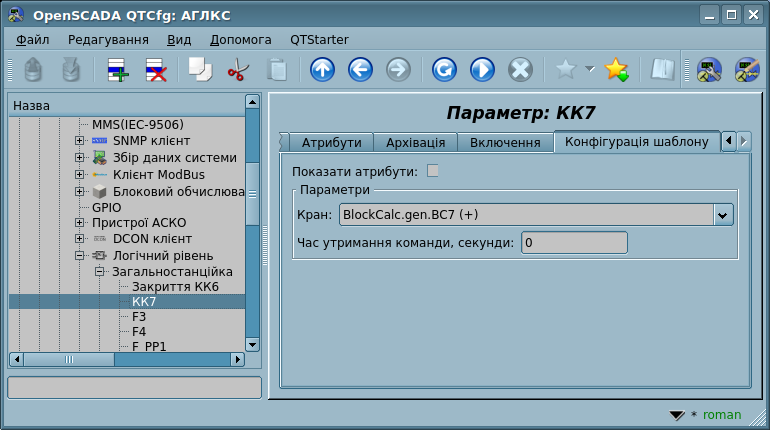 OpenSCADA QTCfg: АГЛКС
Файл Редагування Вид Допомога QTStarter
Назва
MMS(IEC-9506)
SNMP клієнт
Збір даних системи
Клієнт ModBus
Блоковий обчислюва
GPIO
Пристрої АСКО
DCON клієнт
Логічний рівень
Загальностанційка
Закриття КК6
КК7
F3
F4
F_PP1
Параметр: КК7
Атрибути Архівація Включення Конфігурація шаблону
Показати атрибути:
Параметри
Кран: BlockCalc.gen.BC7 (+)
Час утримання команди, секунди: 0
* roman